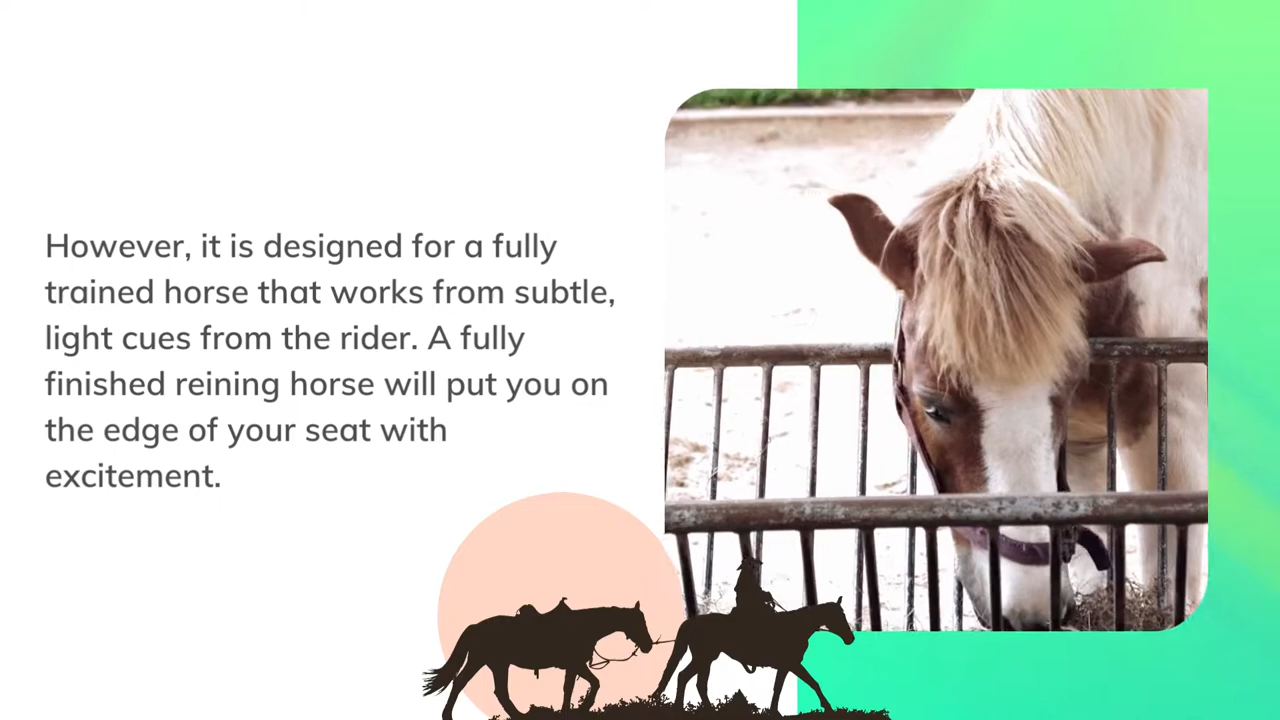 However, it is designed for a fully
trained horse that works from subtle,
light cues from the rider. A fully
finished reining horse will put you on
the edge of your seat with
excitement.